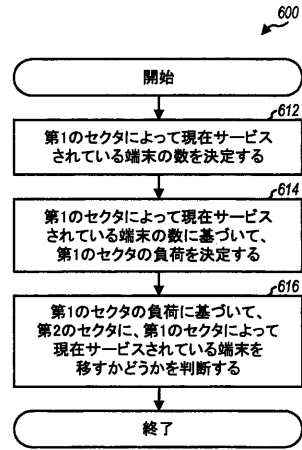 600
開始
612
第1のセクタによって現在サービス
されている端末の数を決定する
614
第1のセクタによって現在サービス
されている端末の数に基づいて、
第1のセクタの負荷を決定する
616
第1のセクタの負荷に基づいて、
第2のセクタに、第1のセクタによって
現在サービスされている端末を
移すかどうかを判断する
終了